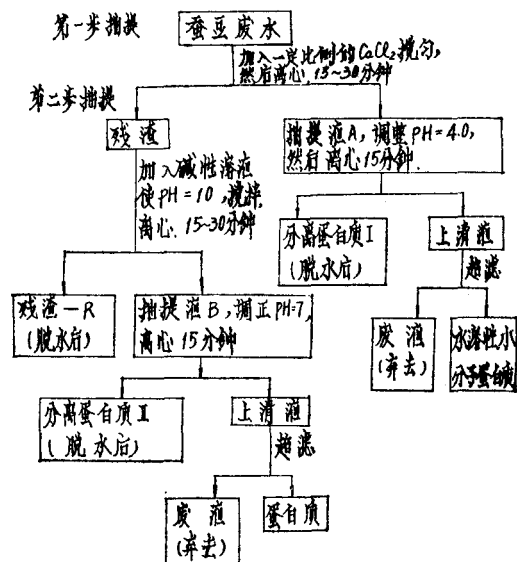 第一步抽提
蚕豆废水
加入一定比例的CaCl₂搅匀,
然后离心.15~30分钟
第二步抽提
残渣
抽提液A,调整PH=4.0,
然后离心15分钟.
加入碱性溶液
使PH=10,搅拌.
离心.15~30分钟
分离蛋白质I
(脱水后)
上清液
超滤
残渣-R
(脱水后)
抽提液B,调正PH=7,
离心15分钟
废液
(弃去)
水溶性水
分子蛋白质
分离蛋白质II
(脱水后)
上清液
超滤
废液
(弃去)
蛋白质